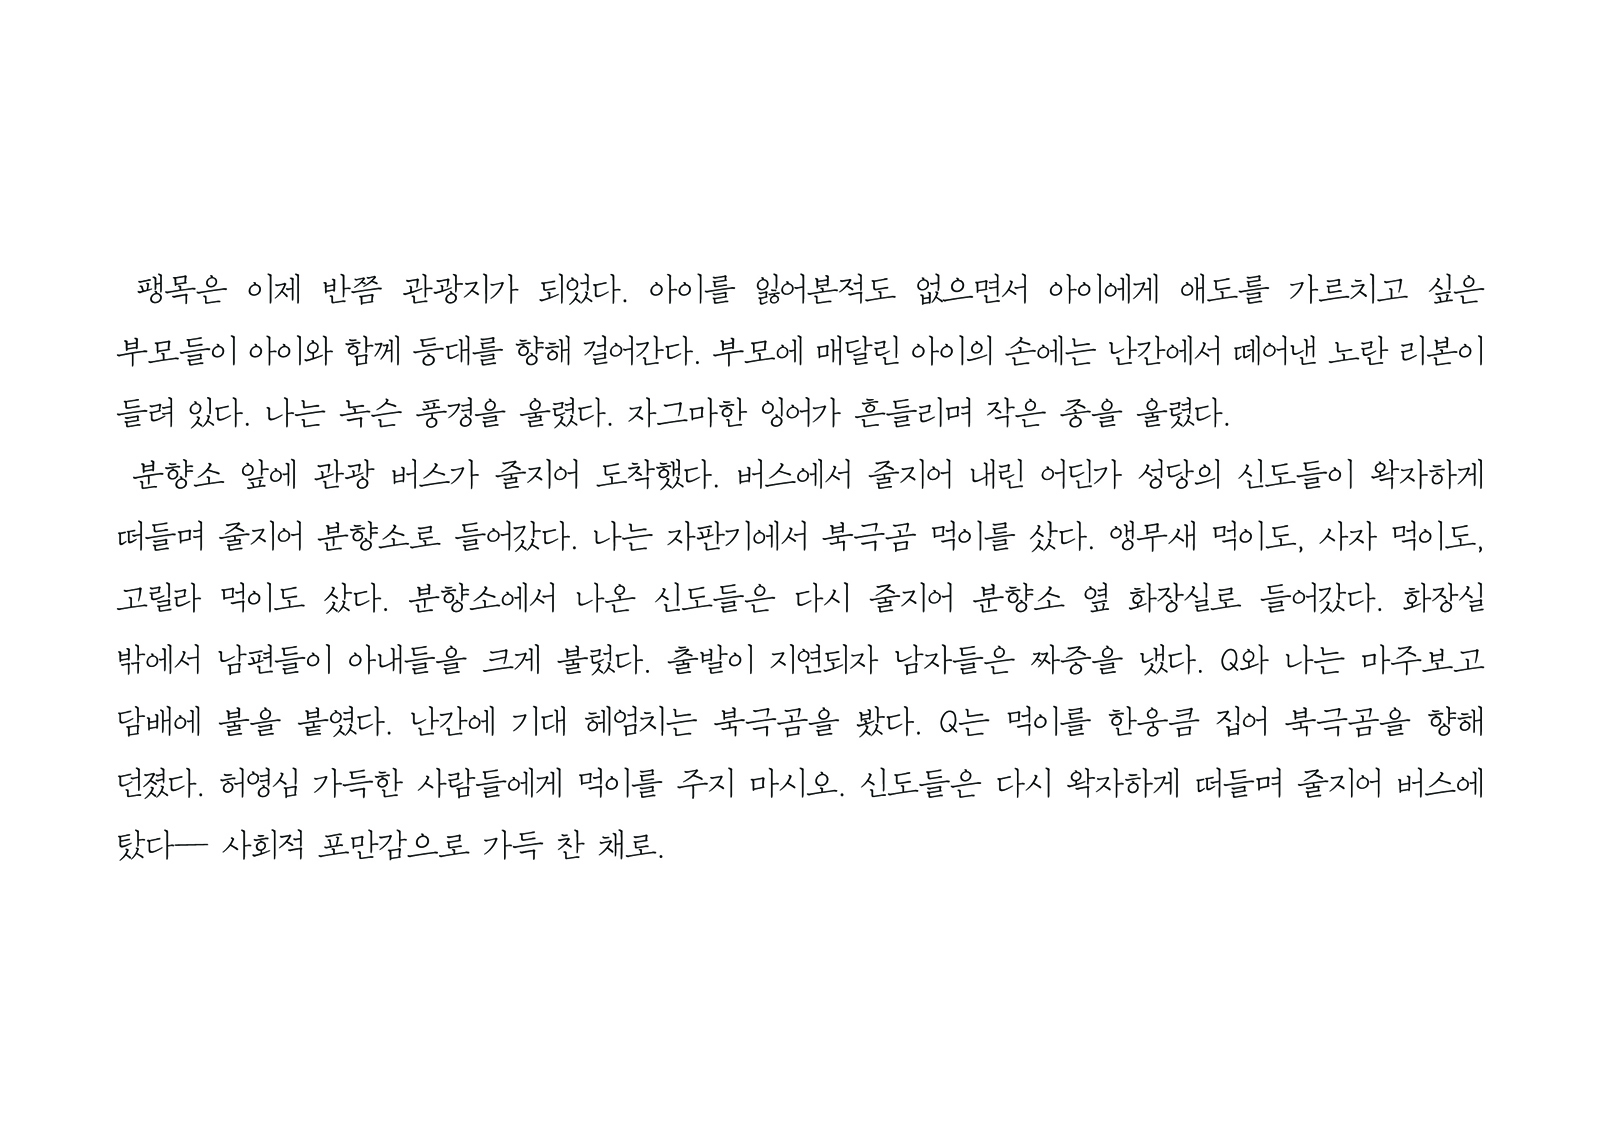 팽목은 이제 반쯤 관광지가 되었다. 아이를 잃어본적도 없으면서 아이에게 애도를 가르치고 싶은
부모들이 아이와 함께 등대를 향해 걸어간다. 부모에 매달린 아이의 손에는 난간에서 떼어낸 노란 리본이
들려 있다. 나는 녹슨 풍경을 울렸다. 자그마한 잉어가 흔들리며 작은 종을 울렸다.
분향소 앞에 관광 버스가 줄지어 도착했다. 버스에서 줄지어 내린 어딘가 성당의 신도들이 왁자하게
떠들며 줄지어 분향소로 들어갔다. 나는 자판기에서 북극곰 먹이를 샀다. 앵무새 먹이도, 사자 먹이도,
고릴라 먹이도 샀다. 분향소에서 나온 신도들은 다시 줄지어 분향소 옆 화장실로 들어갔다. 화장실
밖에서 남편들이 아내들을 크게 불렀다. 출발이 지연되자 남자들은 짜증을 냈다. Q와 나는 마주보고
담배에 불을 붙였다. 난간에 기대 헤엄치는 북극곰을 봤다. Q는 먹이를 한웅큼 집어 북극곰을 향해
던졌다. 허영심 가득한 사람들에게 먹이를 주지 마시오. 신도들은 다시 왁자하게 떠들며 줄지어 버스에
탔다── 사회적 포만감으로 가득 찬 채로.